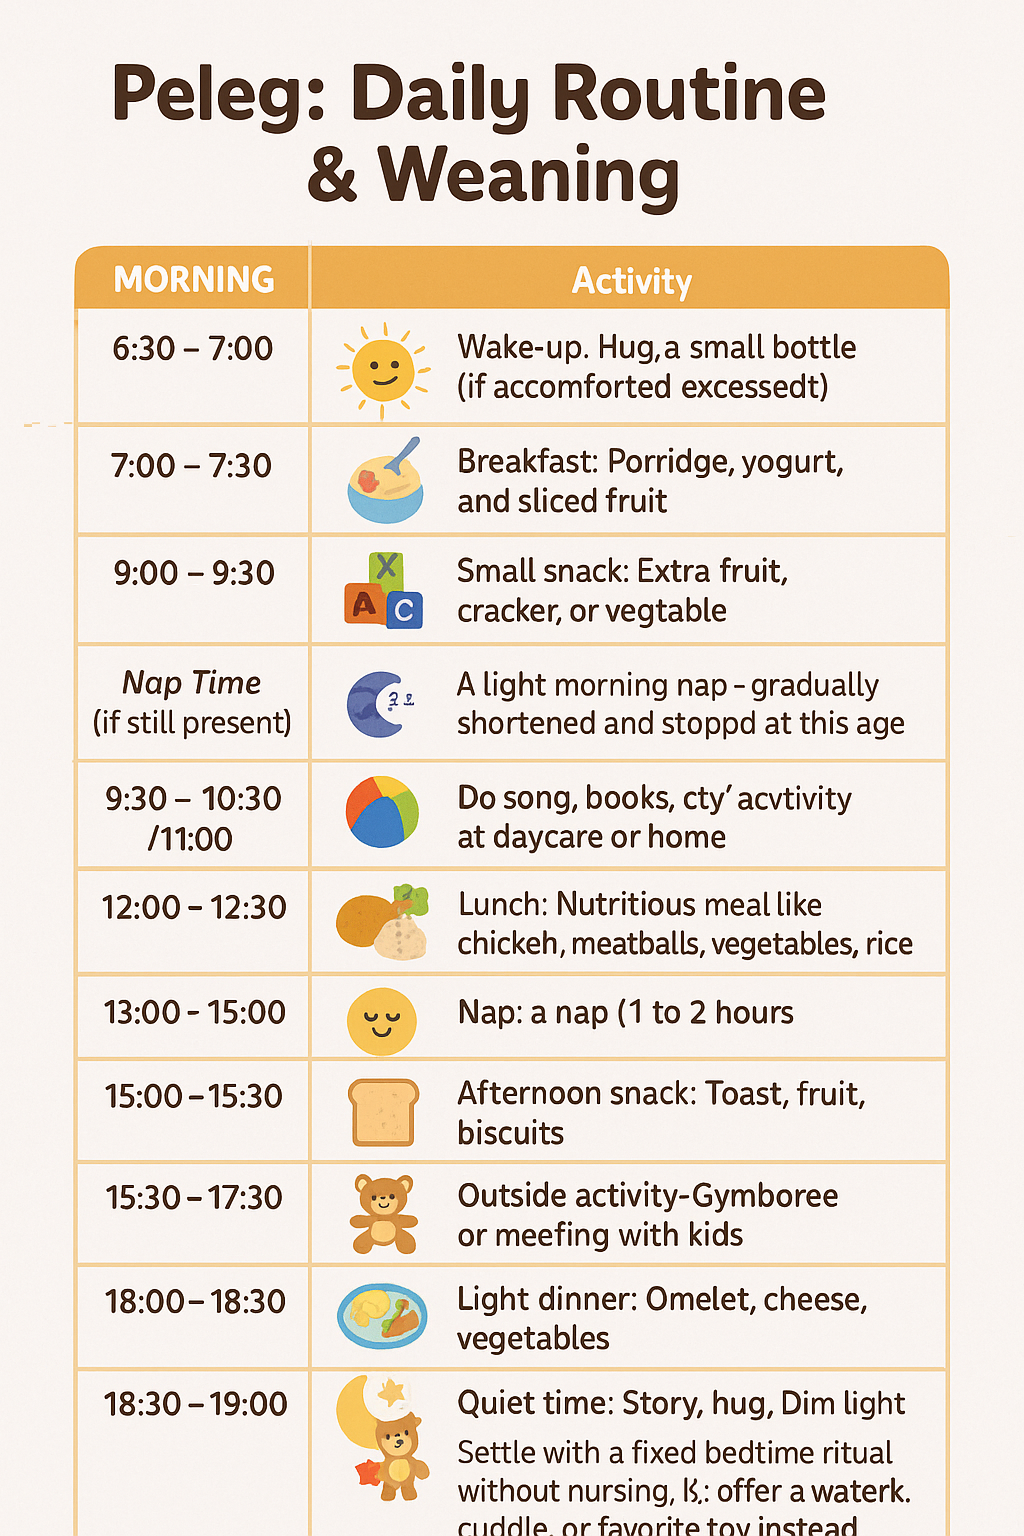 Peleg: Daily Routine
& Weaning
MORNING
Activity
6:30 – 7:00
Wake-up. Hug,a small bottle
(if accomforted excessedt)
7:00 – 7:30
Breakfast: Porridge, yogurt,
and sliced fruit
9:00 – 9:30
X
A C
Small snack: Extra fruit,
cracker, or vegtable
Nap Time
(if still present)
A light morning nap - gradually
shortened and stoppd at this age
9:30 – 10:30
/11:00
Do song, books, cty’ acvtivity
at daycare or home
12:00 – 12:30
Lunch: Nutritious meal like
chickeh, meatballs, vegetables, rice
13:00 - 15:00
Nap: a nap (1 to 2 hours
15:00 – 15:30
Afternoon snack: Toast, fruit,
biscuits
15:30 – 17:30
Outside activity-Gymboree
or meefing with kids
18:00 – 18:30
Light dinner: Omelet, cheese,
vegetables
18:30 – 19:00
Quiet time: Story, hug, Dim light
Settle with a fixed bedtime ritual
without nursing, offer a waterk.
cuddle, or favorite toy instead